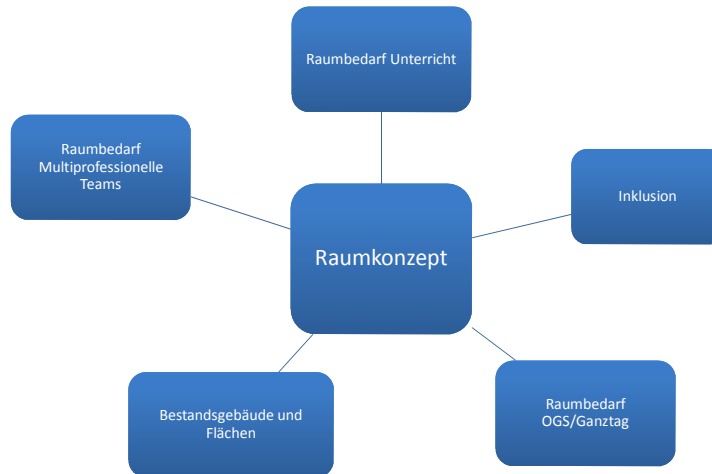 Raumbedarf Unterricht
Raumbedarf
Multiprofessionelle
Teams
Inklusion
Raumkonzept
Bestandsgebäude und
Flächen
Raumbedarf
OGS/Ganztag